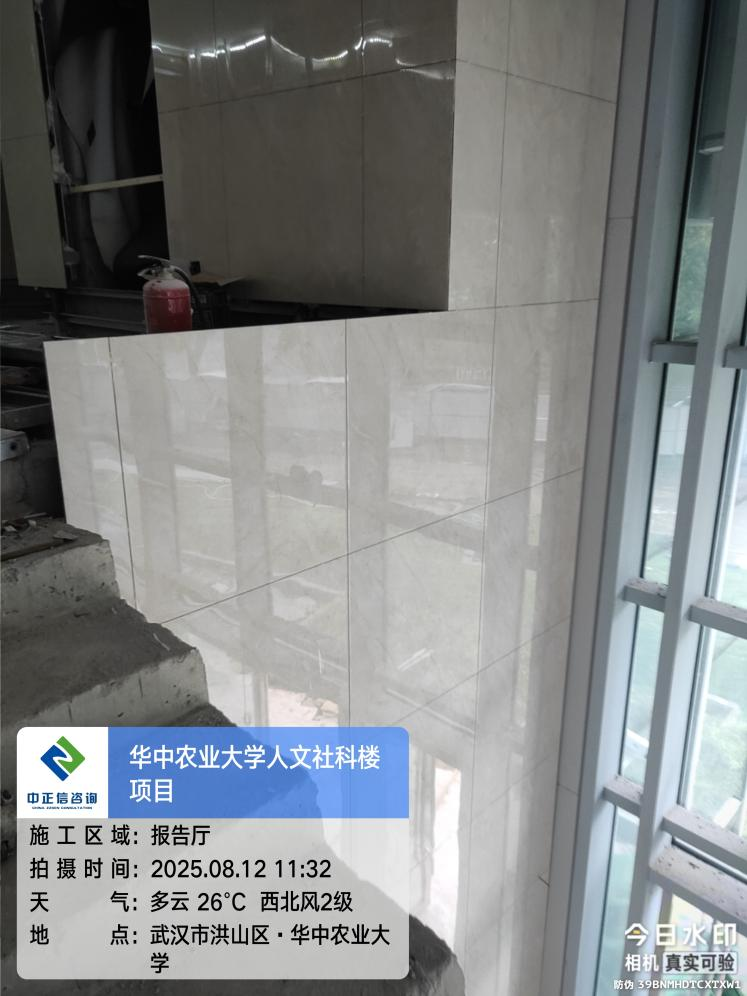 中正信咨询
CHINA ZHXIN CONSULTATION
华中农业大学人文社科楼
项目
施工区域：报告厅
拍摄时间：2025.08.12 11:32
天气：多云 26°C 西北风2级
地点：武汉市洪山区·华中农业大
学
今日水印
相机 真实可验
防伪 39BNMHDTCXTXW1